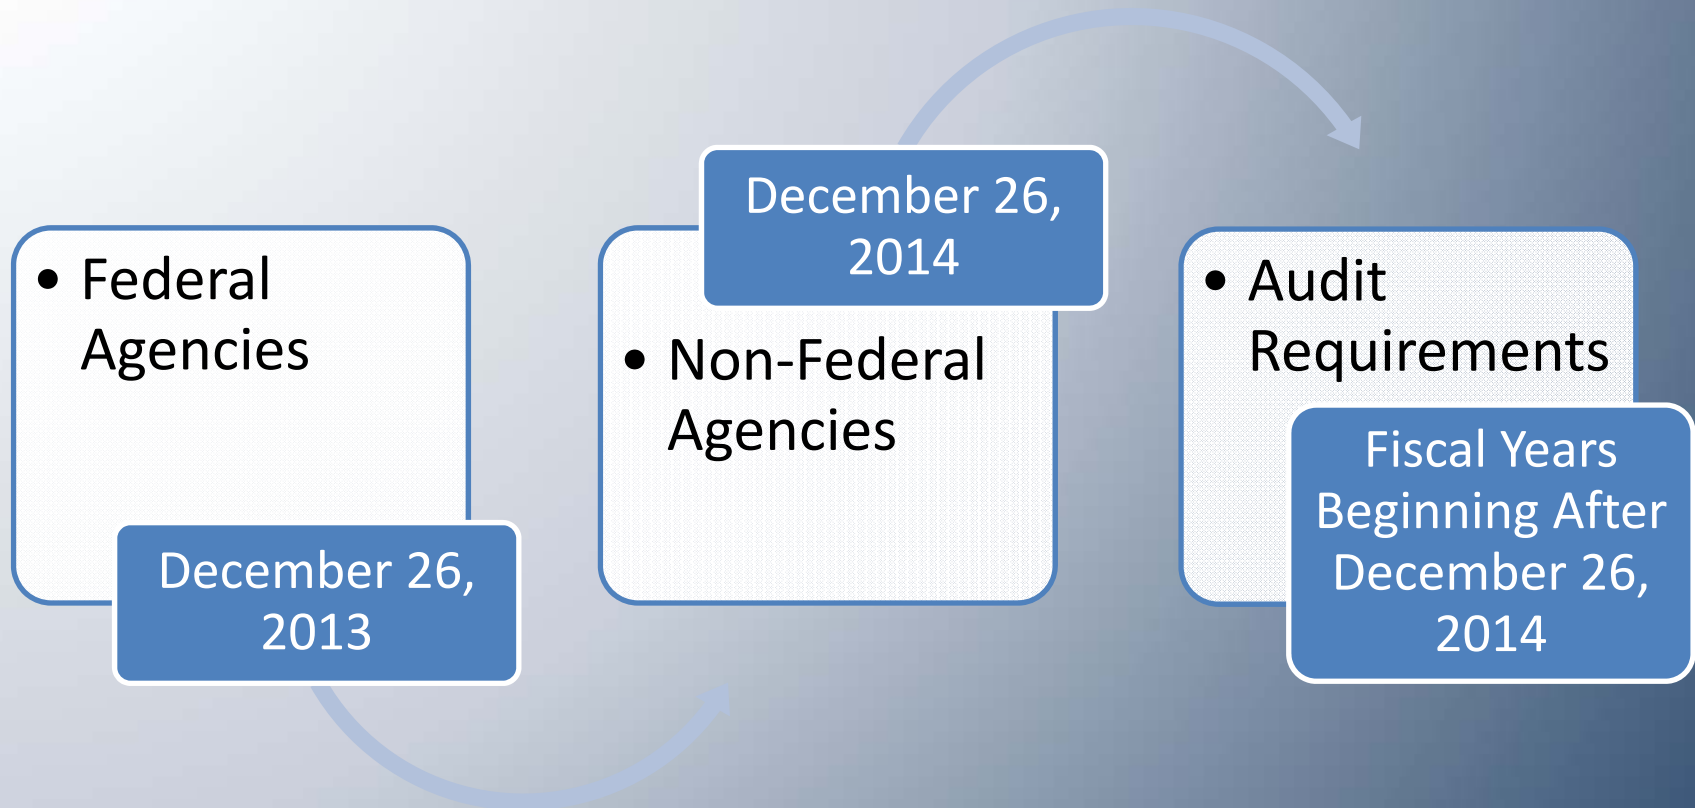 • Federal
Agencies
December 26,
2013
December 26,
2014
• Non-Federal
Agencies
• Audit
Requirements
Fiscal Years
Beginning After
December 26,
2014